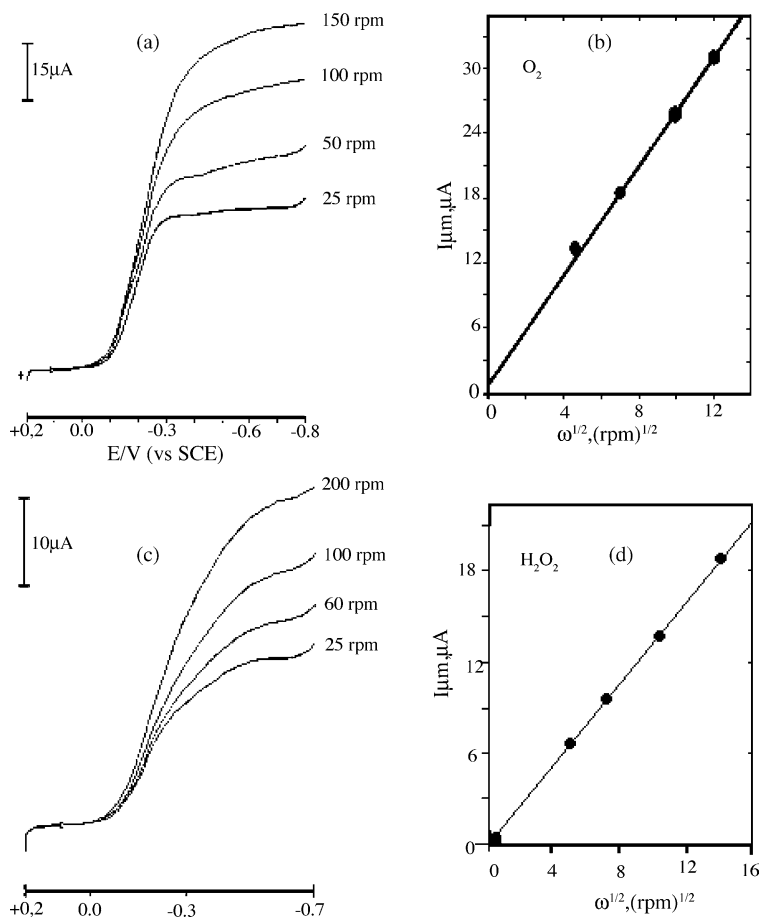 (a)
150 rpm
15μA
100 rpm
50 rpm
25 rpm
+0,2 0.0 -0.3 -0.6 -0.8
E/V (vs SCE)
(b)
O2
Iμm,μA
30
24
18
12
6
0
0 4 8 12
ω1/2,(rpm)1/2
(c)
200 rpm
10μA
100 rpm
60 rpm
25 rpm
+0,2 0.0 -0.3 -0.7
(d)
H2O2
Iμm,μA
18
12
6
0
0 4 8 12 16
ω1/2,(rpm)1/2